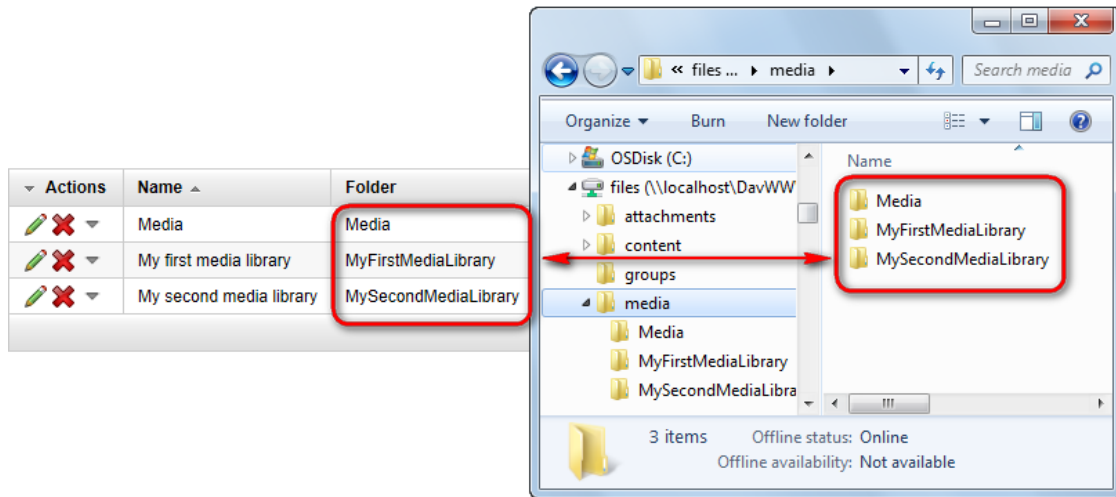 Actions Name Folder
Media Media
My first media library MyFirstMediaLibrary
My second media library MySecondMediaLibrary
« files ... media Search media
Organize Burn New folder
OSDisk (C:)
files (\\localhost\DavWW
attachments
content
groups
media
Media
MyFirstMediaLibrary
MySecondMediaLibra
Name
Media
MyFirstMediaLibrary
MySecondMediaLibrary
3 items Offline status: Online
Offline availability: Not available